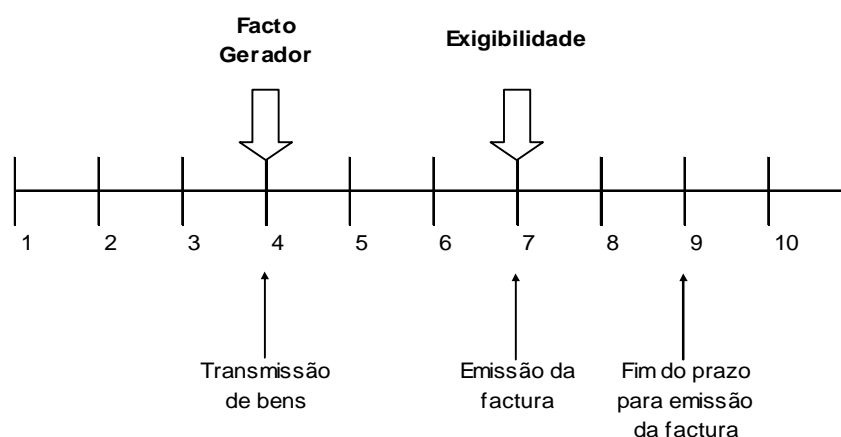 Facto
Gerador
Exigibilidade
1 2 3 4 5 6 7 8 9 10
Transmissão
de bens
Emissão da
factura
Fim do prazo
para emissão
da factura